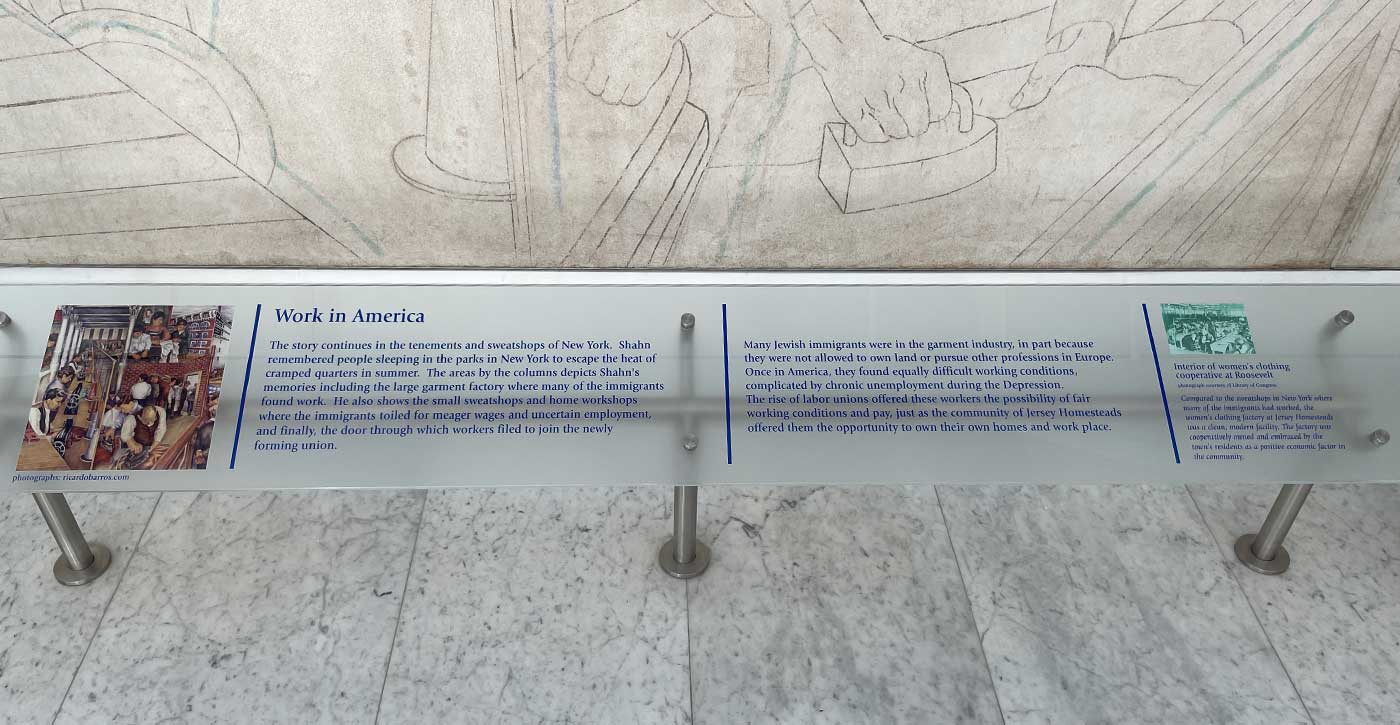 Work in America
The story continues in the tenements and sweatshops of New York. Shahn
remembered people sleeping in the parks in New York to escape the heat of
cramped quarters in summer. The areas by the columns depicts Shahn's
memories including the large garment factory where many of the immigrants
found work. He also shows the small sweatshops and home workshops
where the immigrants toiled for meager wages and uncertain employment,
and finally, the door through which workers filed to join the newly
forming union.
photographs: ricardobarros.com
Many Jewish immigrants were in the garment industry, in part because
they were not allowed to own land or pursue other professions in Europe.
Once in America, they found equally difficult working conditions,
complicated by chronic unemployment during the Depression.
The rise of labor unions offered these workers the possibility of fair
working conditions and pay, just as the community of Jersey Homesteads
offered them the opportunity to own their own homes and work place.
Interior of women's clothing
cooperative at Roosevelt
photograph courtesy of Library of Congress
Compared to the sweatshops in New York where
many of the immigrants had worked, the
women's clothing factory at Jersey Homesteads
was a clean, modern facility. The factory was
cooperatively owned and embraced by the
town's residents as a positive economic factor in
the community.